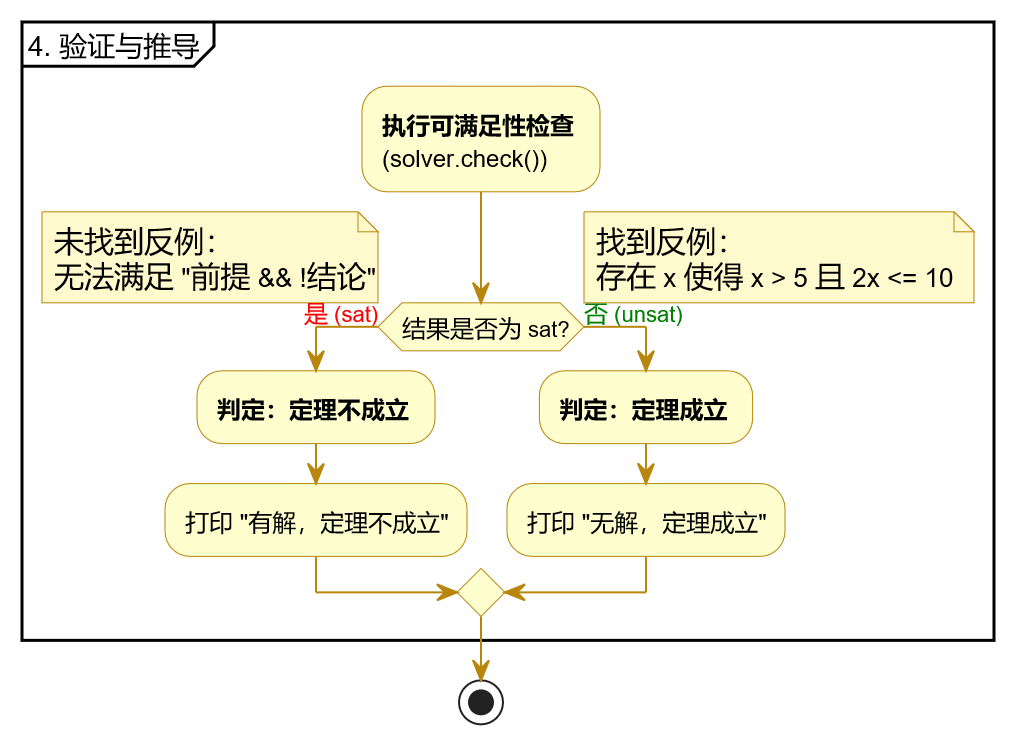 4. 验证与推导
执行可满足性检查
(solver.check())
未找到反例：
无法满足 "前提 && !结论"
找到反例：
存在 x 使得 x > 5 且 2x <= 10
是 (sat)
结果是否为 sat?
否 (unsat)
判定：定理不成立
判定：定理成立
打印 "有解，定理不成立"
打印 "无解，定理成立"